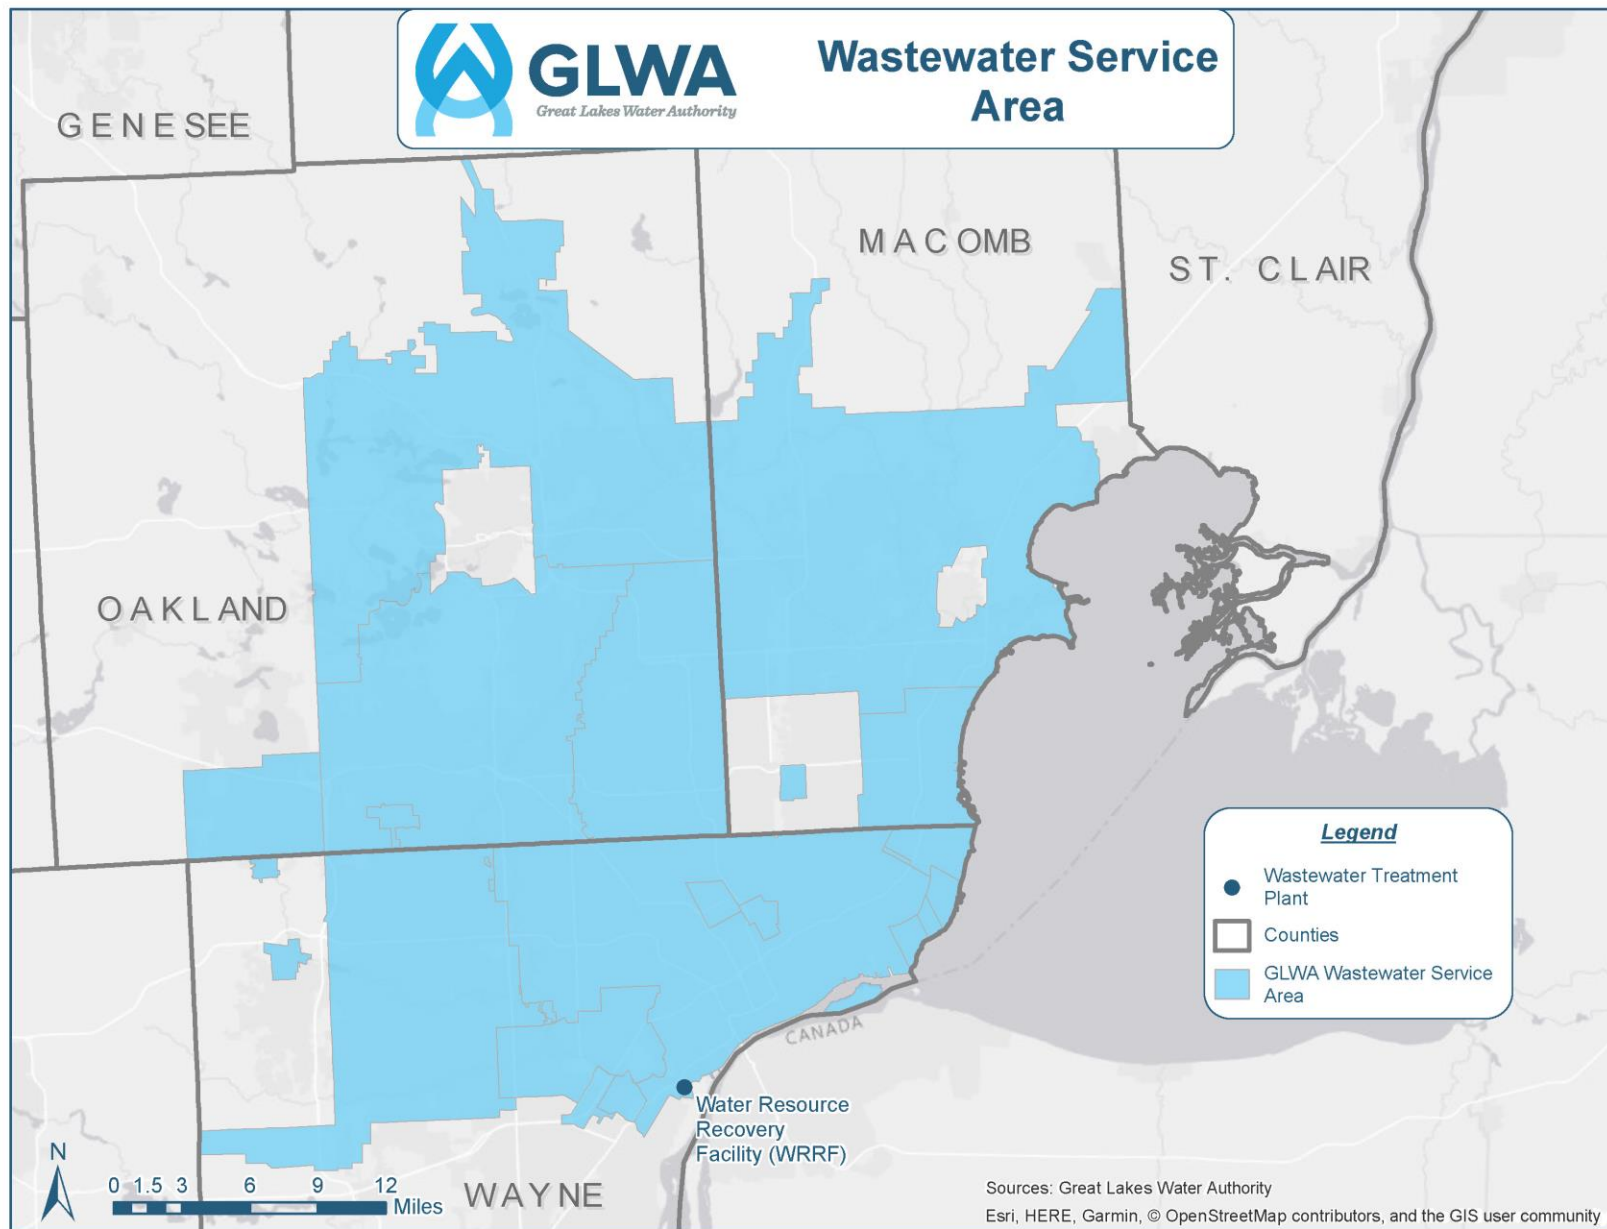 GLWA
Great Lakes Water Authority
Wastewater Service
Area
GENESEE
MACOMB
ST. CLAIR
OAKLAND
Legend
Wastewater Treatment
Plant
Counties
GLWA Wastewater Service
Area
CANADA
Water Resource
Recovery
Facility (WRRF)
N
0 1.5 3 6 9 12
Miles
WAYNE
Sources: Great Lakes Water Authority
Esri, HERE, Garmin, © OpenStreetMap contributors, and the GIS user community